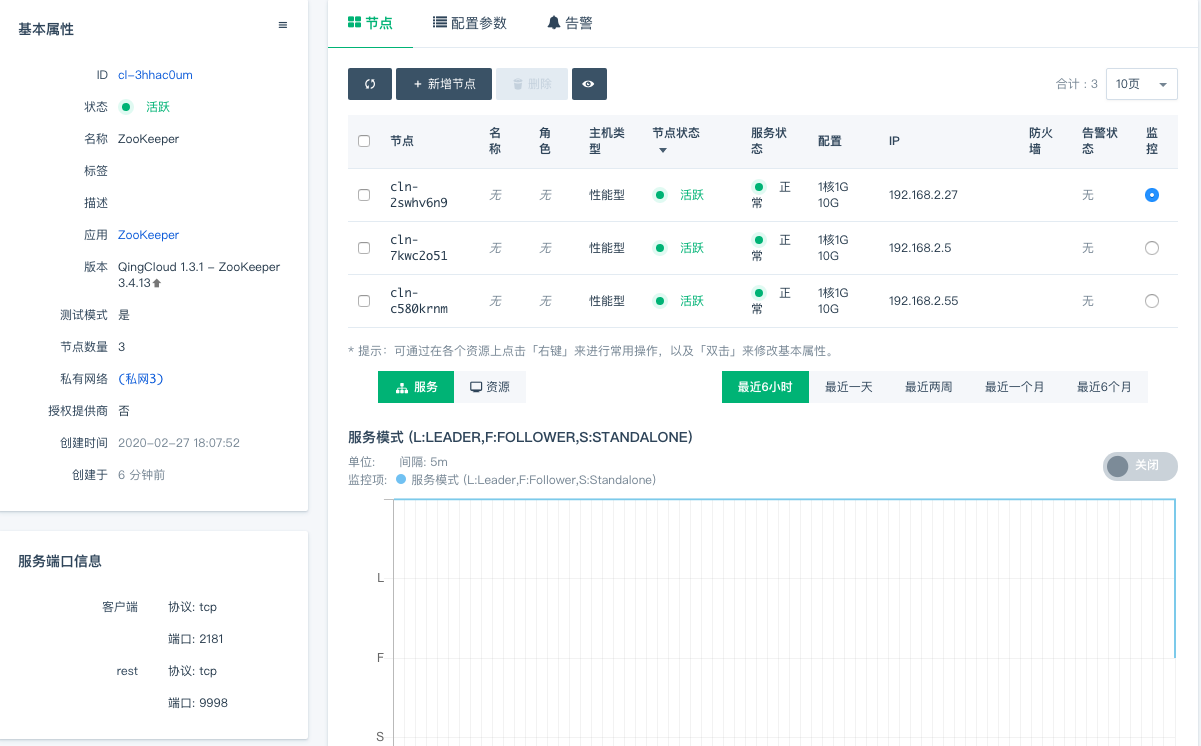 基本属性
ID cl-3hhac0um
状态 活跃
名称 ZooKeeper
标签
描述
应用 ZooKeeper
版本 QingCloud 1.3.1 - ZooKeeper
3.4.13
测试模式 是
节点数量 3
私有网络 (私网3)
授权提供商 否
创建时间 2020-02-27 18:07:52
创建于 6 分钟前
服务端口信息
客户端 协议: tcp
端口: 2181
rest 协议: tcp
端口: 9998
节点 配置参数 告警
+ 新增节点 删除 合计 : 3 10页
节点 名称 角色 主机类型 节点状态 服务状态 配置 IP 防火墙 告警状态 监控
cln-2swhv6n9 无 无 性能型 活跃 正常 1核1G 10G 192.168.2.27 无
cln-7kwc2o51 无 无 性能型 活跃 正常 1核1G 10G 192.168.2.5 无
cln-c580krnm 无 无 性能型 活跃 正常 1核1G 10G 192.168.2.55 无
* 提示: 可通过在各个资源上点击「右键」来进行常用操作，以及「双击」来修改基本属性。
服务 资源 最近6小时 最近一天 最近两周 最近一个月 最近6个月
服务模式 (L:LEADER,F:FOLLOWER,S:STANDALONE)
单位: 间隔: 5m
关闭
监控项: 服务模式 (L:Leader,F:Follower,S:Standalone)
L
F
S